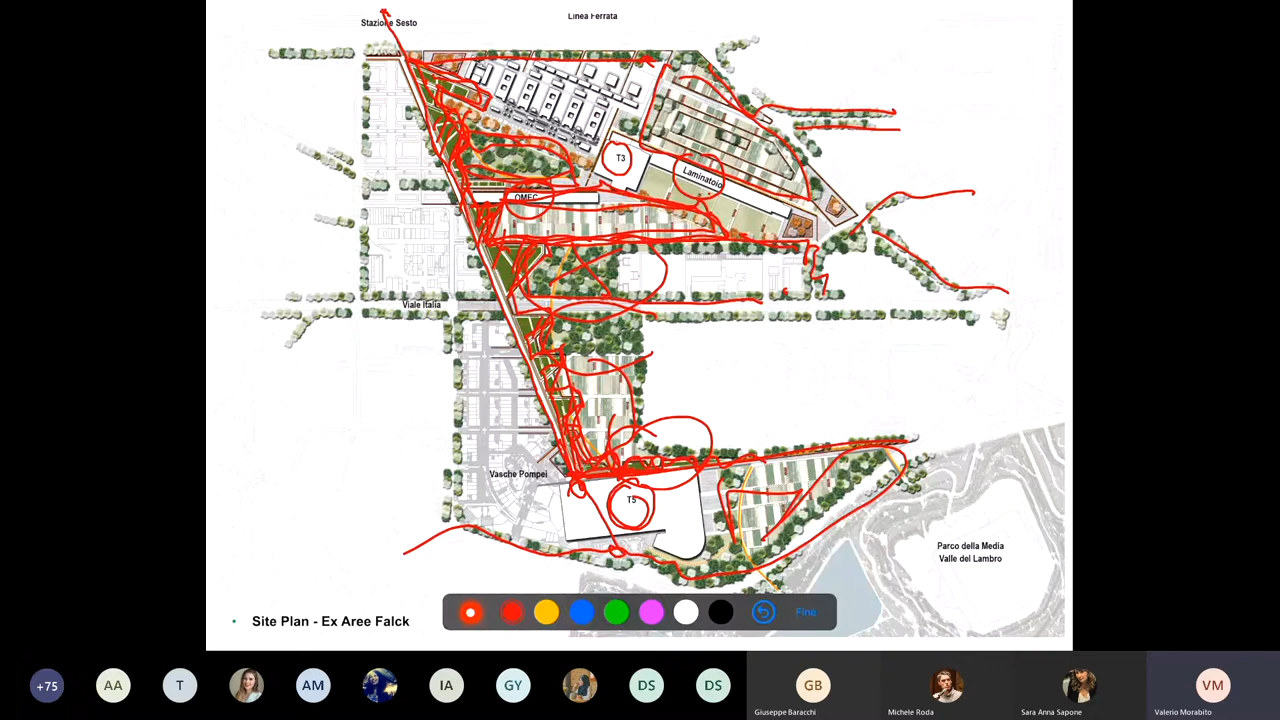 Stazione Sesto
Linea Ferrata
T3
Laminatoio
OMEC
Viale Italia
Vasche Pompei
T5
Parco della Media
Valle del Lambro
• Site Plan - Ex Aree Falck
Fine
+75
AA
T
AM
IA
GY
DS
DS
GB
VM
Giuseppe Baracchi
Michele Roda
Sara Anna Sapone
Valerio Morabito